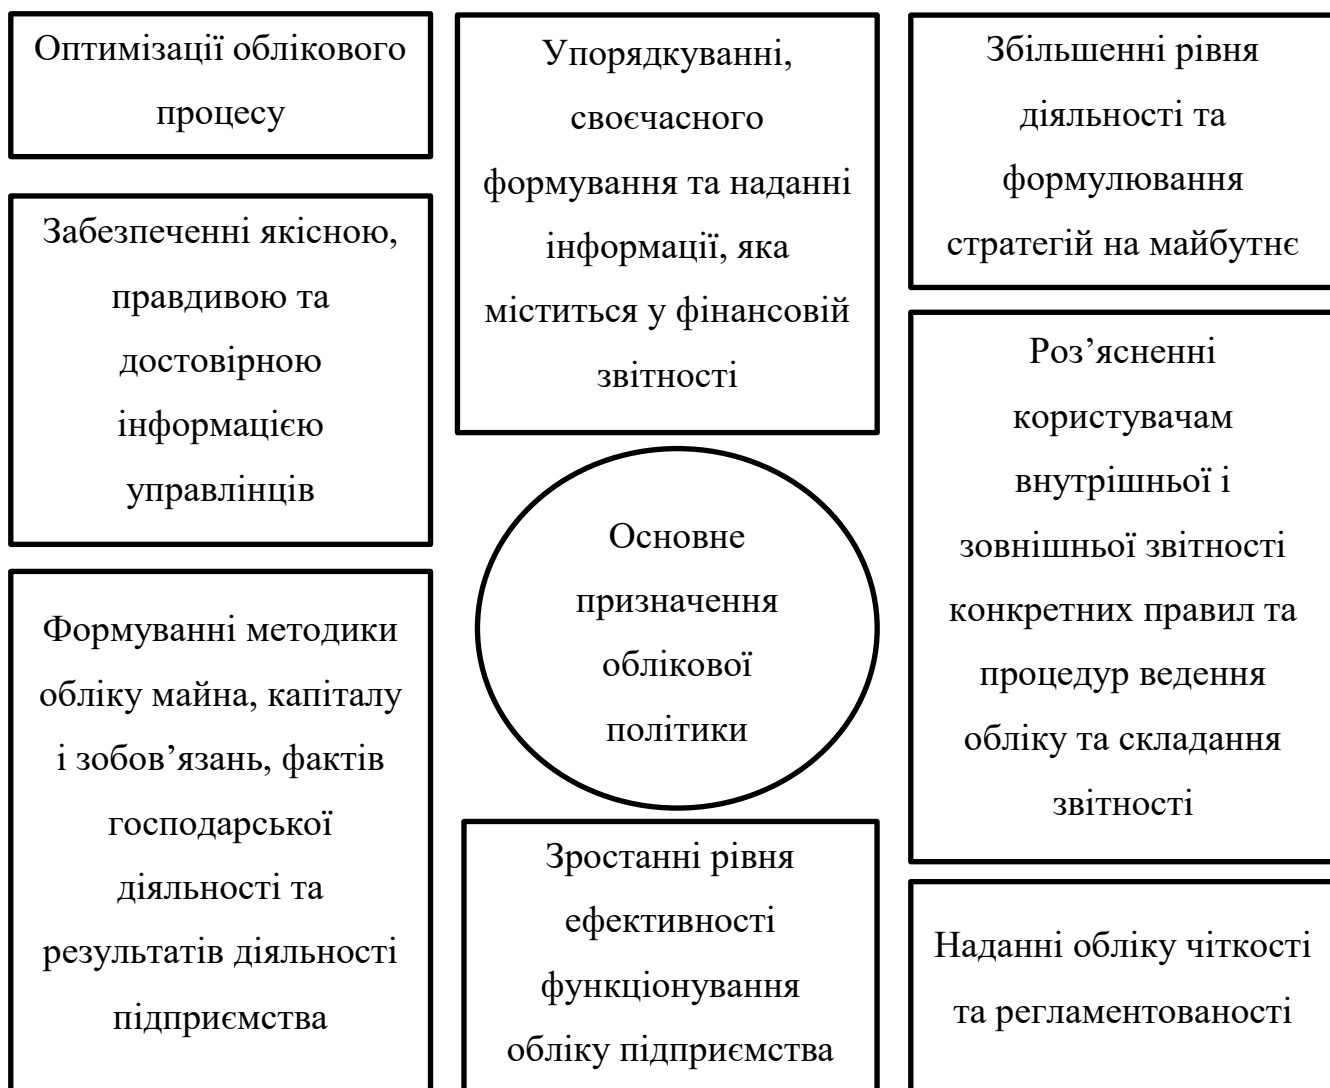 Оптимізації облікового
процесу
Забезпеченні якісною,
правдивою та
достовірною
інформацією
управлінців
Формуванні методики
обліку майна, капіталу
і зобов’язань, фактів
господарської
діяльності та
результатів діяльності
підприємства
Упорядкуванні,
своєчасного
формування та наданні
інформації, яка
міститься у фінансовій
звітності
Основне
призначення
облікової
політики
Зростанні рівня
ефективності
функціонування
обліку підприємства
Збільшенні рівня
діяльності та
формулювання
стратегій на майбутнє
Роз’ясненні
користувачам
внутрішньої і
зовнішньої звітності
конкретних правил та
процедур ведення
обліку та складання
звітності
Наданні обліку чіткості
та регламентованості